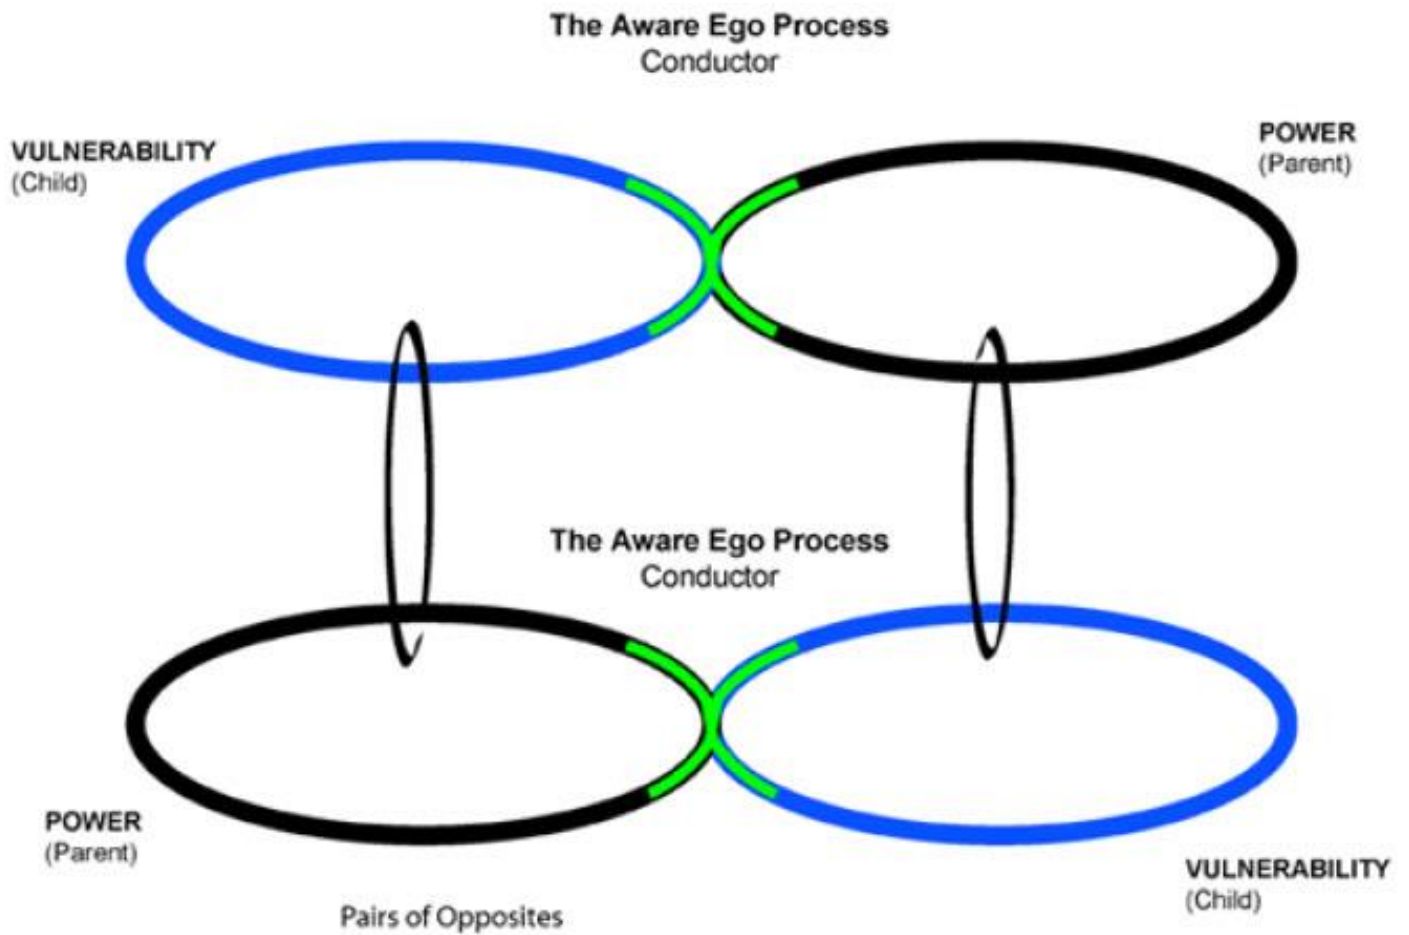 The Aware Ego Process
Conductor
VULNERABILITY
(Child)
POWER
(Parent)
The Aware Ego Process
Conductor
POWER
(Parent)
VULNERABILITY
(Child)
Pairs of Opposites